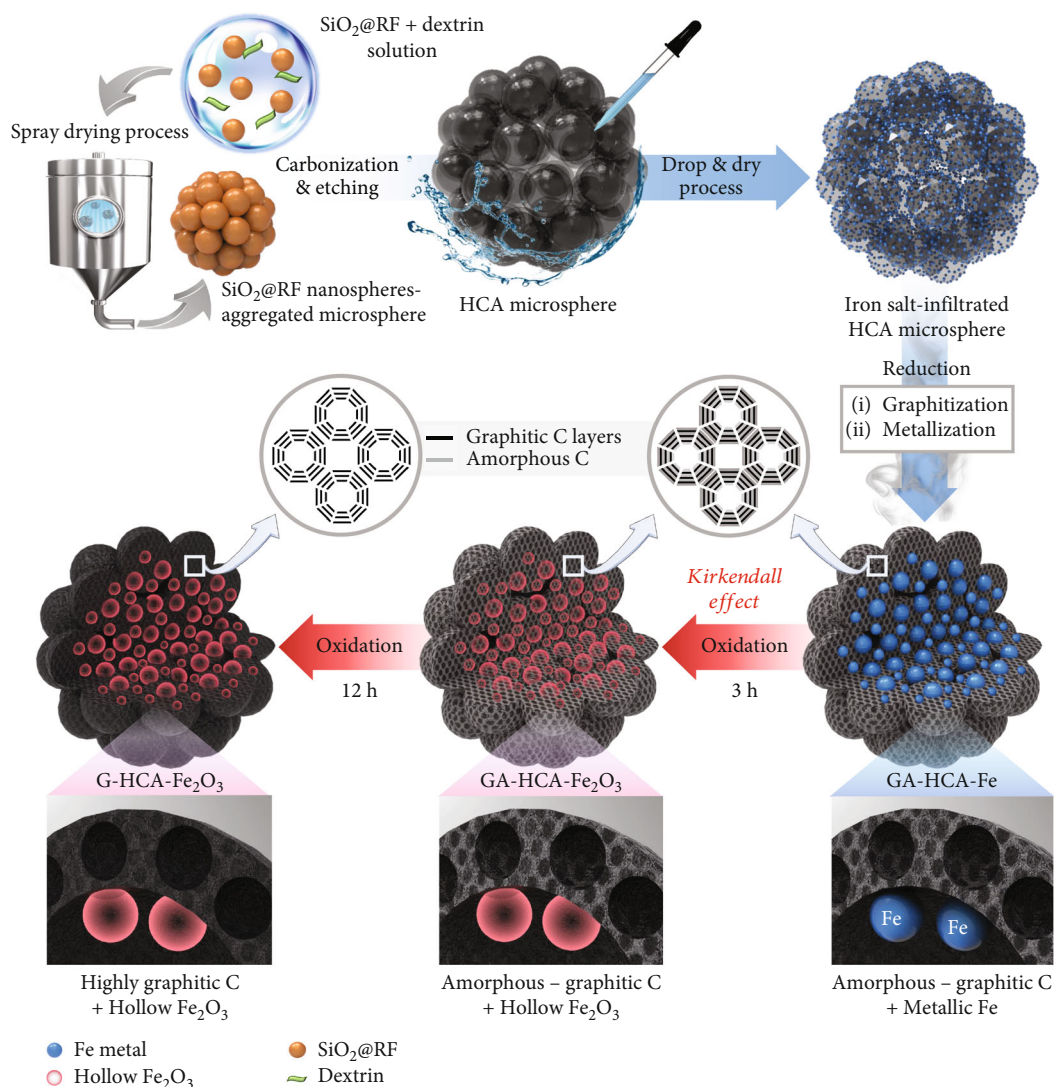 SiO₂@RF + dextrin
solution
Spray drying process
SiO₂@RF nanospheres-
aggregated microsphere
Carbonization
& etching
HCA microsphere
Drop & dry
process
Iron salt-infiltrated
HCA microsphere
Reduction
(i) Graphitization
(ii) Metallization
Graphitic C layers
Amorphous C
Kirkendall
effect
Oxidation
3 h
Oxidation
12 h
G-HCA-Fe₂O₃
GA-HCA-Fe₂O₃
GA-HCA-Fe
Fe
Fe
Highly graphitic C
+ Hollow Fe₂O₃
Amorphous – graphitic C
+ Hollow Fe₂O₃
Amorphous – graphitic C
+ Metallic Fe
Fe metal
Hollow Fe₂O₃
SiO₂@RF
Dextrin